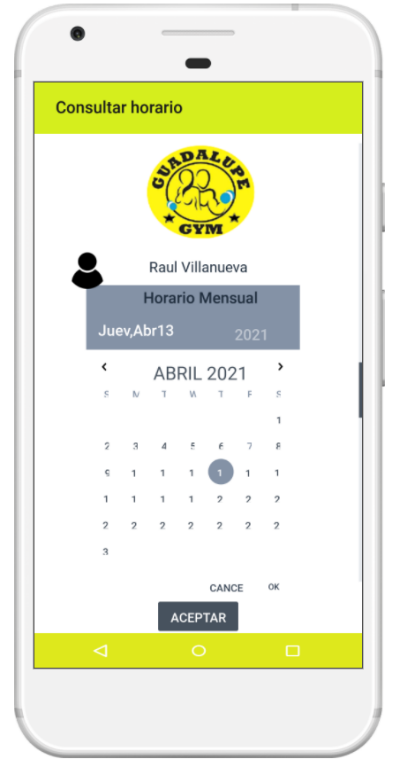 Consultar horario
GUADALUPE
GYM
Raul Villanueva
Horario Mensual
Juev,Abr13
2021
ABRIL 2021
S M T W T F S
1
2 3 4 5 6 7 8
9 1 1 1 1 1 1
1 1 1 1 2 2 2
2 2 2 2 2 2 2
3
CANCE OK
ACEPTAR